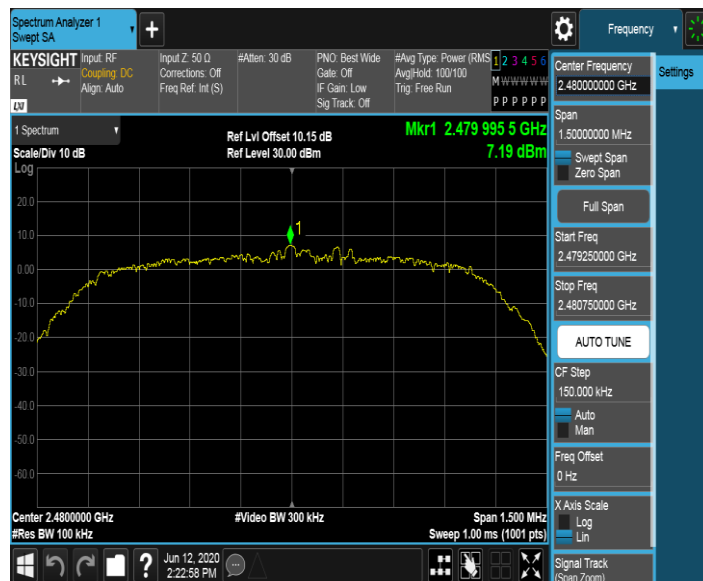 Spectrum Analyzer 1
Swept SA
+
Frequency
KEYSIGHT
RL
LXI
Input: RF
Coupling: DC
Align: Auto
Input Z: 50 Ω
Corrections: Off
Freq Ref: Int (S)
#Atten: 30 dB
PNO: Best Wide
Gate: Off
IF Gain: Low
Sig Track: Off
#Avg Type: Power (RMS
Avg|Hold: 100/100
Trig: Free Run
1 2 3 4 5 6
M W W W W W
P P P P P P
Center Frequency
2.480000000 GHz
Settings
Span
1.50000000 MHz
Swept Span
Zero Span
Full Span
Start Freq
2.479250000 GHz
Stop Freq
2.480750000 GHz
AUTO TUNE
CF Step
150.000 kHz
Auto
Man
Freq Offset
0 Hz
X Axis Scale
Log
Lin
Signal Track
(Span Zoom)
1 Spectrum
Scale/Div 10 dB
Ref Lvl Offset 10.15 dB
Ref Level 30.00 dBm
Mkr1 2.479 995 5 GHz
7.19 dBm
Log
1
20.0
10.0
0.00
-10.0
-20.0
-30.0
-40.0
-50.0
-60.0
Center 2.4800000 GHz
#Res BW 100 kHz
#Video BW 300 kHz
Span 1.500 MHz
Sweep 1.00 ms (1001 pts)
?
Jun 12, 2020
2:22:58 PM